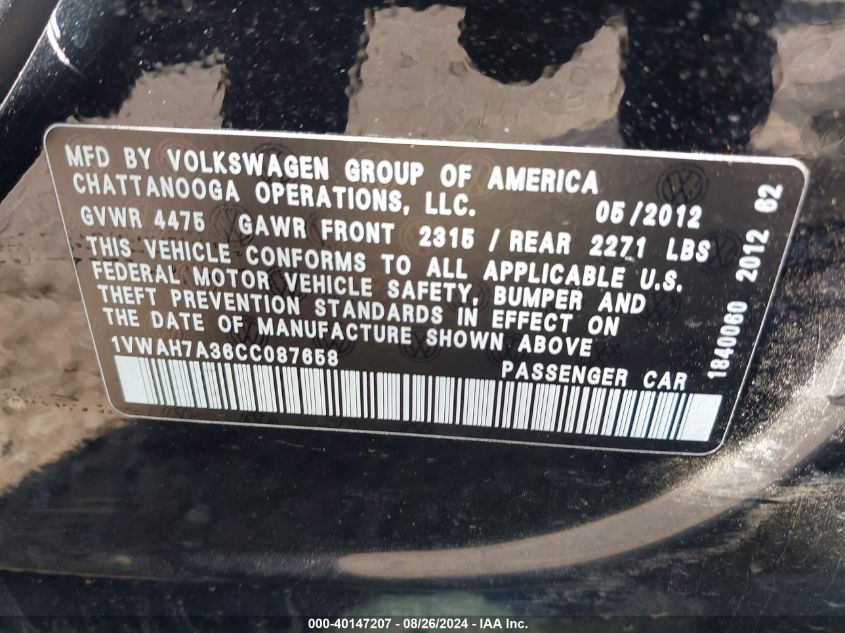 MFD BY VOLKSWAGEN GROUP OF AMERICA
CHATTANOOGA OPERATIONS, LLC. 05/2012
GVWR 4475 GAWR FRONT 2315 / REAR 2271 LBS
THIS VEHICLE CONFORMS TO ALL APPLICABLE U.S.
FEDERAL MOTOR VEHICLE SAFETY, BUMPER AND
THEFT PREVENTION STANDARDS IN EFFECT ON
THE DATE OF MANUFACTURE SHOWN ABOVE
1VWAH7A36CC087658 PASSENGER CAR
1840060 2012 62
000-40147207 - 08/26/2024 - IAA Inc.